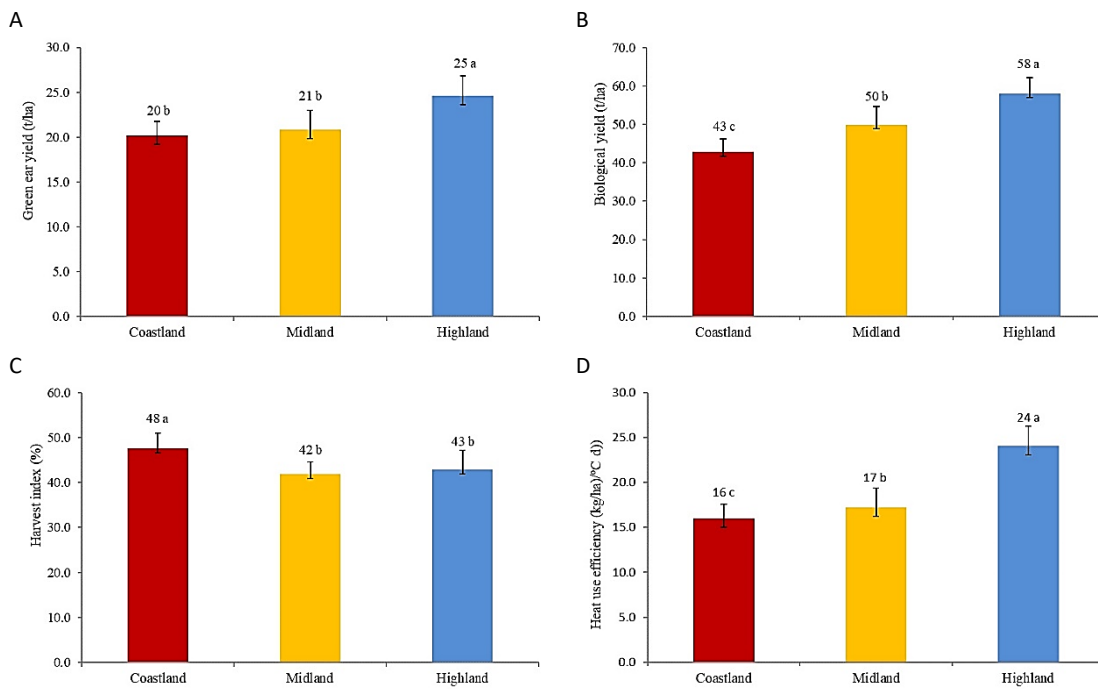 A
Green ear yield (t/ha)
30.0
25.0
20.0
15.0
10.0
5.0
0.0
20 b
21 b
25 a
Coastland
Midland
Highland
B
Biological yield (t/ha)
70.0
60.0
50.0
40.0
30.0
20.0
10.0
0.0
43 c
50 b
58 a
Coastland
Midland
Highland
C
Harvest index (%)
60.0
50.0
40.0
30.0
20.0
10.0
0.0
48 a
42 b
43 b
Coastland
Midland
Highland
D
Heat use efficiency (kg/ha)/ºC d))
30.0
25.0
20.0
15.0
10.0
5.0
0.0
16 c
17 b
24 a
Coastland
Midland
Highland